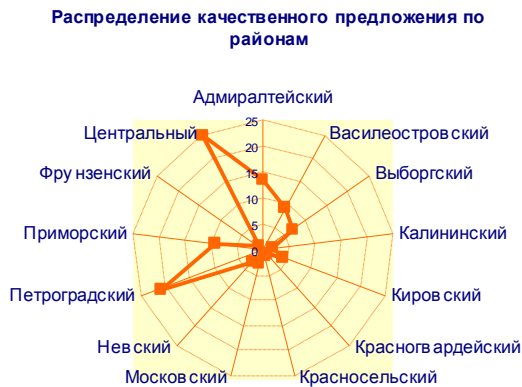 Распределение качественного предложения по
районам
Адмиралтейский
25
Центральный
Василеостровский
20
Фрунзенский
Выборгский
15
10
Приморский
5
Калининский
0
Петроградский
Кировский
Невский
Красногвардейский
Московский
Красносельский